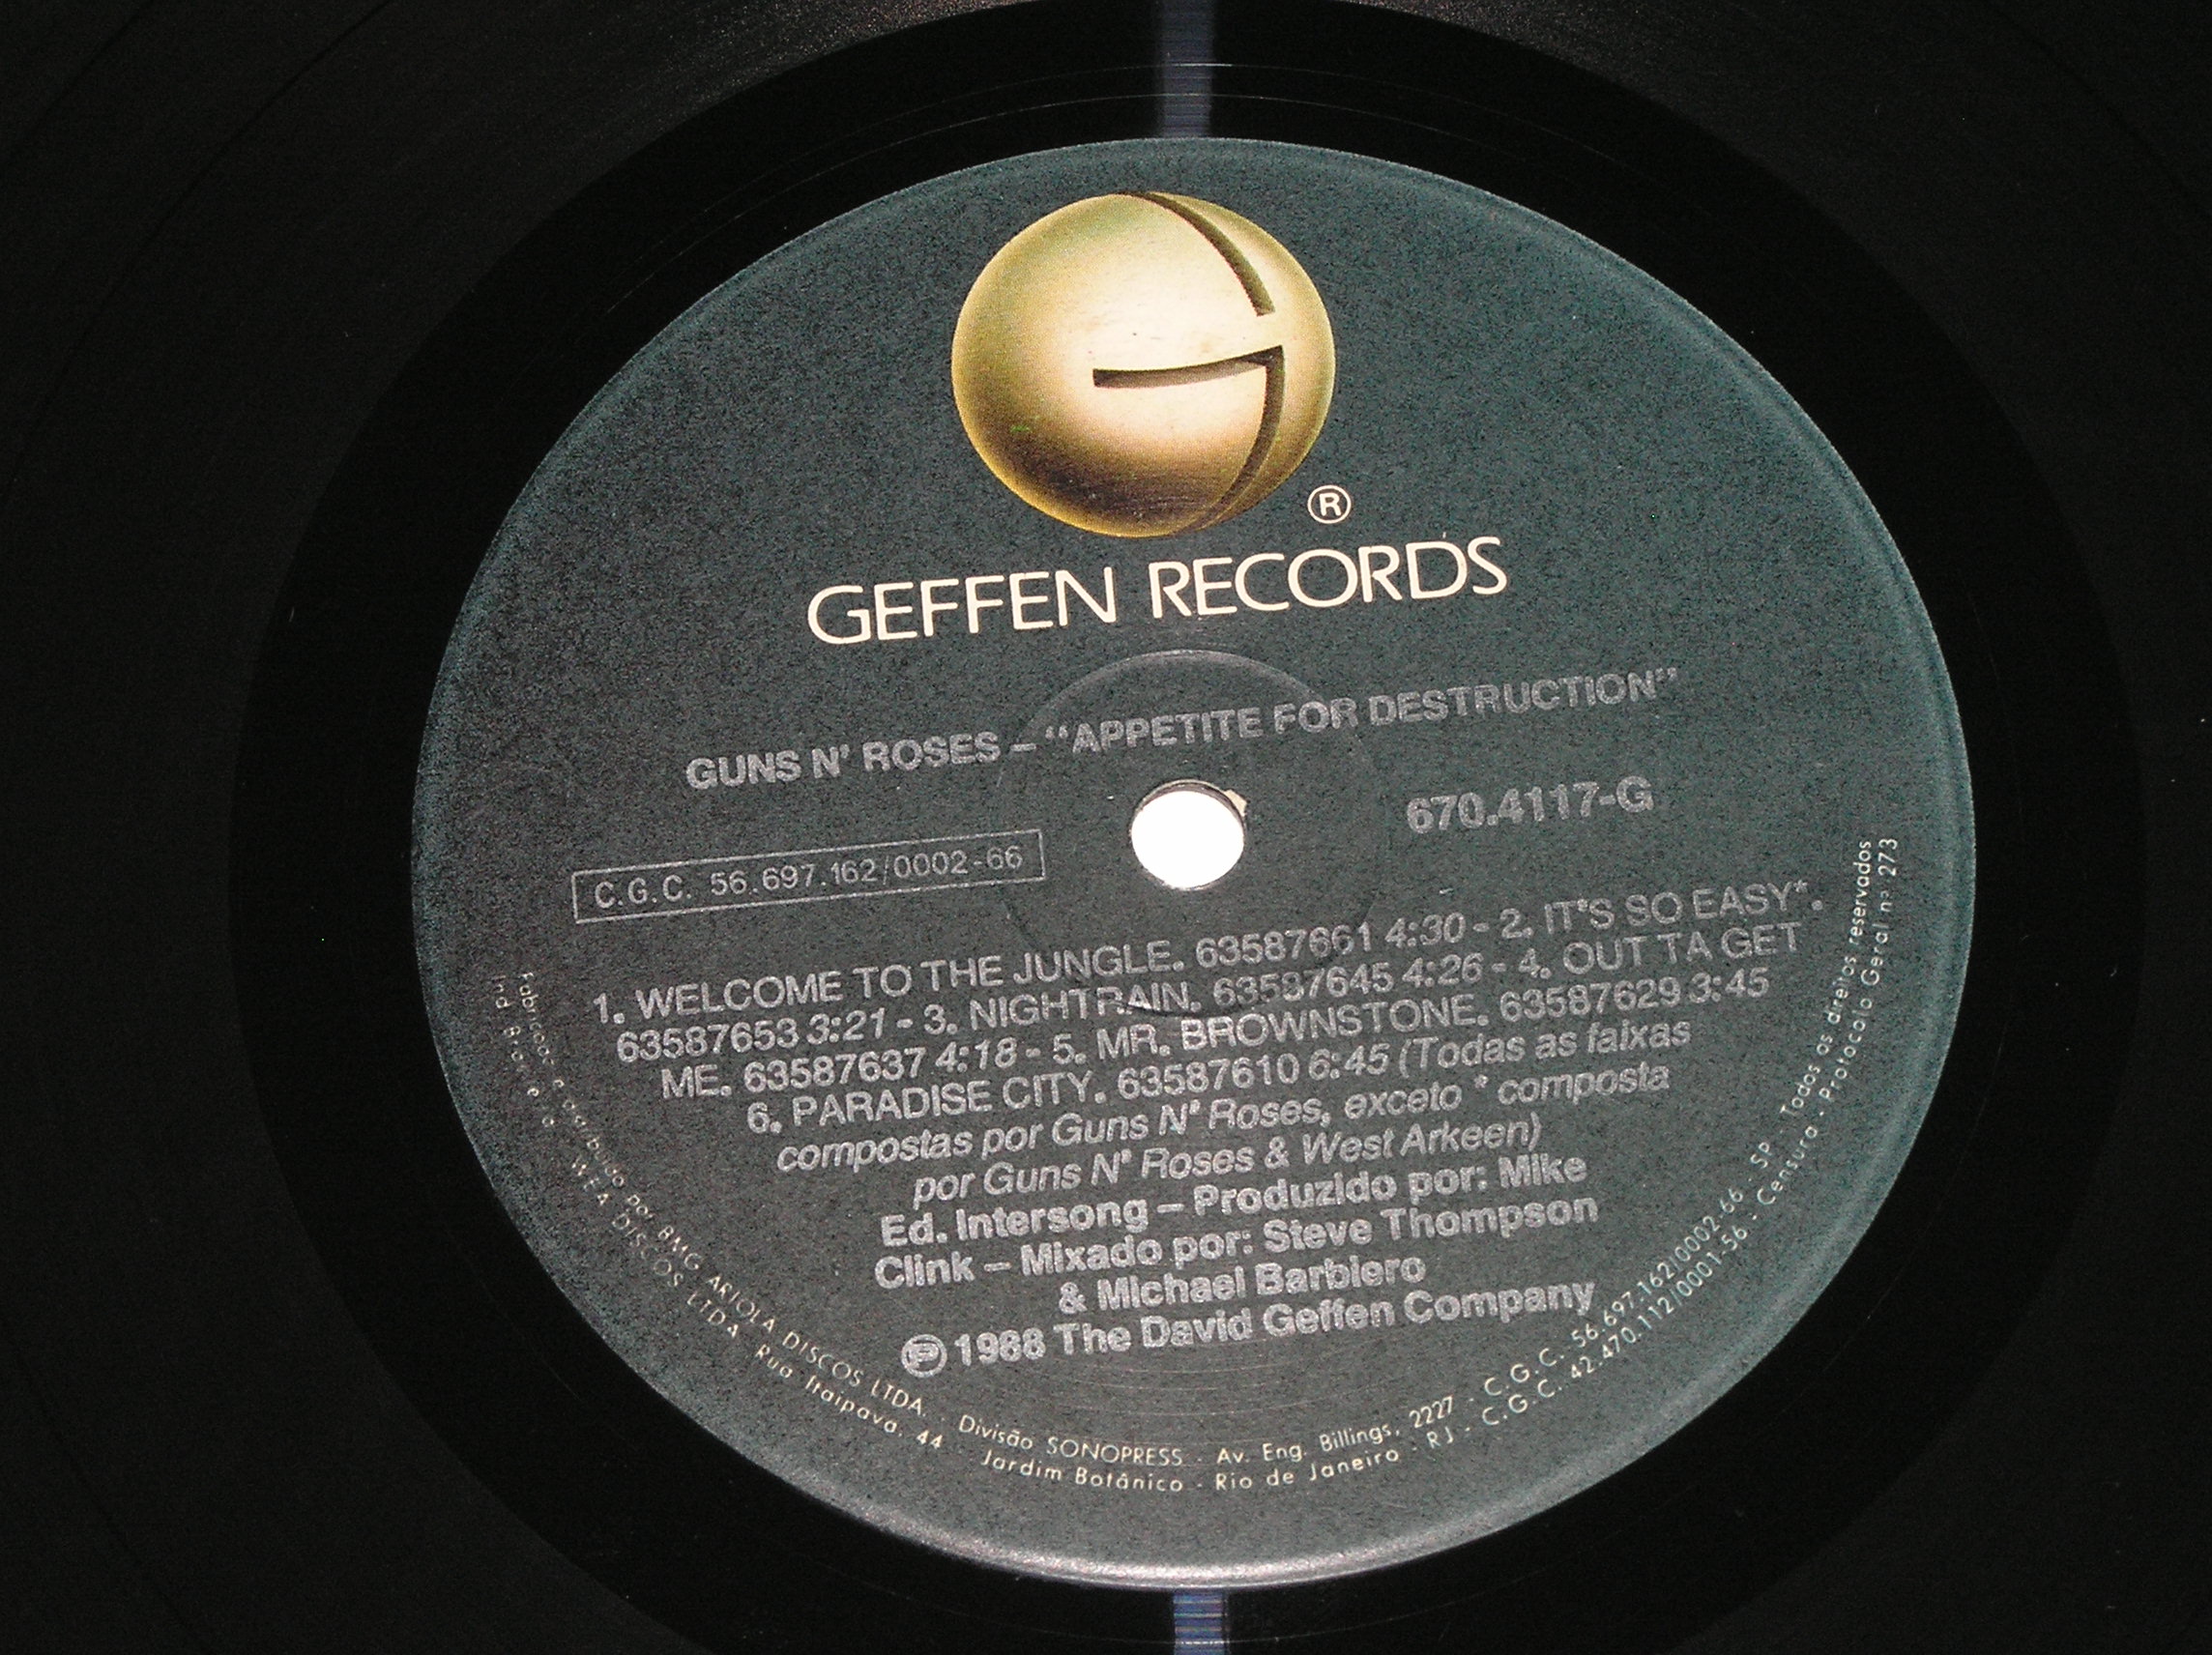 ®
GEFFEN RECORDS
GUNS N' ROSES – "APPETITE FOR DESTRUCTION"
670.4117-G
C.G.C. 56.697.162/0002-66
1. WELCOME TO THE JUNGLE. 63587661 4:30 - 2. IT'S SO EASY*.
63587653 3:21 - 3. NIGHTRAIN. 63587645 4:26 - 4. OUT TA GET
ME. 63587637 4:18 - 5. MR. BROWNSTONE. 63587629 3:45
6. PARADISE CITY. 63587610 6:45 (Todas as faixas
compostas por Guns N' Roses, exceto * composta
por Guns N' Roses & West Arkeen)
Ed. Intersong – Produzido por: Mike
Clink – Mixado por: Steve Thompson
& Michael Barbiero
Ⓟ 1988 The David Geffen Company
Fabricado e distribuído por BMG ARIOLA DISCOS LTDA. - Divisão SONOPRESS - Av. Eng. Billings, 2227 - C.G.C. 56.697.162/0002-66 - SP - Todos os direitos reservados
Ind. Brasileira - WEA DISCOS LTDA. Rua Itaipava, 44 - Jardim Botânico - Rio de Janeiro - RJ - C.G.C. 42.470.112/0001-56 - Censura - Protocolo Geral nº 273